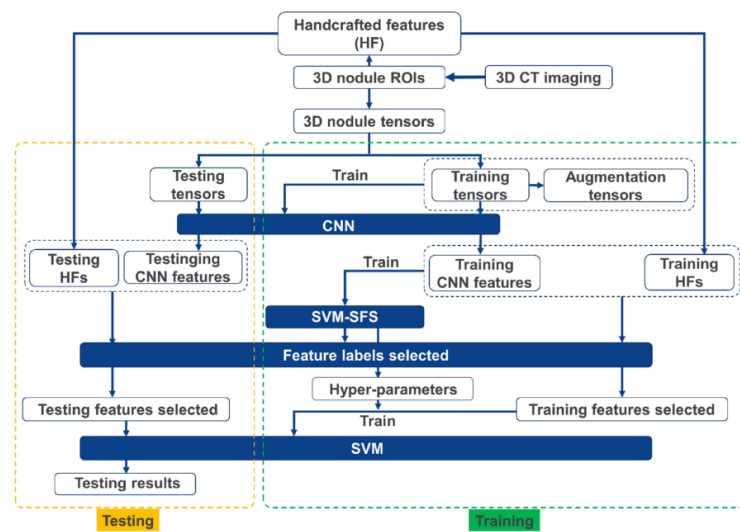 Handcrafted features
(HF)
3D nodule ROIs
3D CT imaging
3D nodule tensors
Testing
tensors
Train
Training
tensors
Augmentation
tensors
CNN
Testing
HFs
Testinging
CNN features
Train
Training
CNN features
Training
HFs
SVM-SFS
Feature labels selected
Hyper-parameters
Testing features selected
Train
Training features selected
SVM
Testing results
Testing
Training